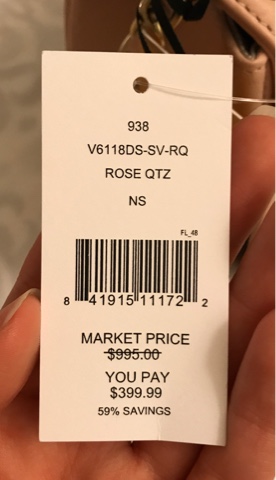 938
V6118DS-SV-RQ
ROSE QTZ
NS
FL_48
8 41915 11172 2
MARKET PRICE
$995.00
YOU PAY
$399.99
59% SAVINGS